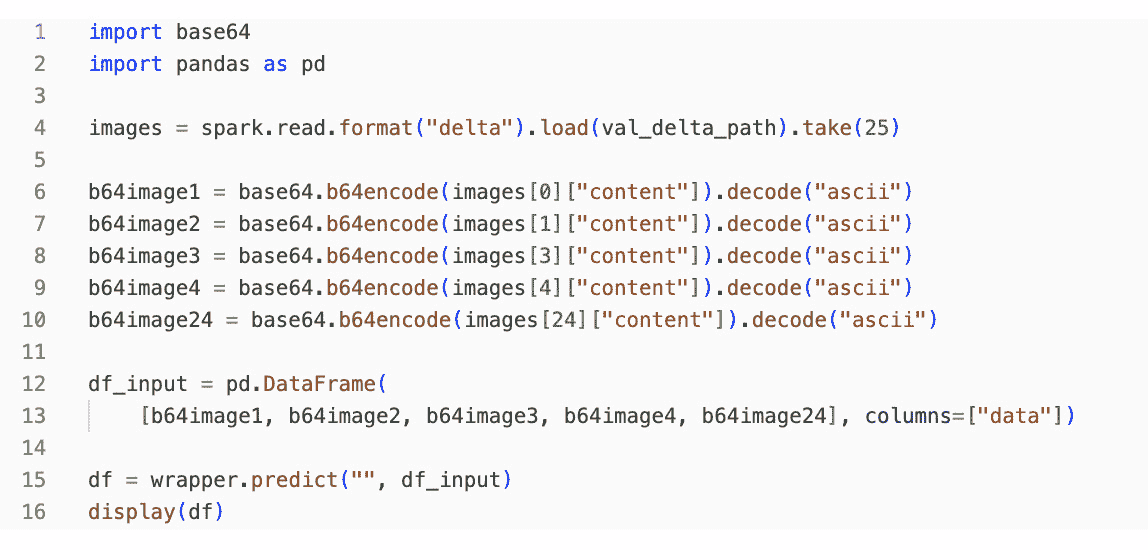 1 import base64
2 import pandas as pd
3
4 images = spark.read.format("delta").load(val_delta_path).take(25)
5
6 b64image1 = base64.b64encode(images[0]["content"]).decode("ascii")
7 b64image2 = base64.b64encode(images[1]["content"]).decode("ascii")
8 b64image3 = base64.b64encode(images[3]["content"]).decode("ascii")
9 b64image4 = base64.b64encode(images[4]["content"]).decode("ascii")
10 b64image24 = base64.b64encode(images[24]["content"]).decode("ascii")
11
12 df_input = pd.DataFrame(
13     [b64image1, b64image2, b64image3, b64image4, b64image24], columns=["data"])
14
15 df = wrapper.predict("", df_input)
16 display(df)